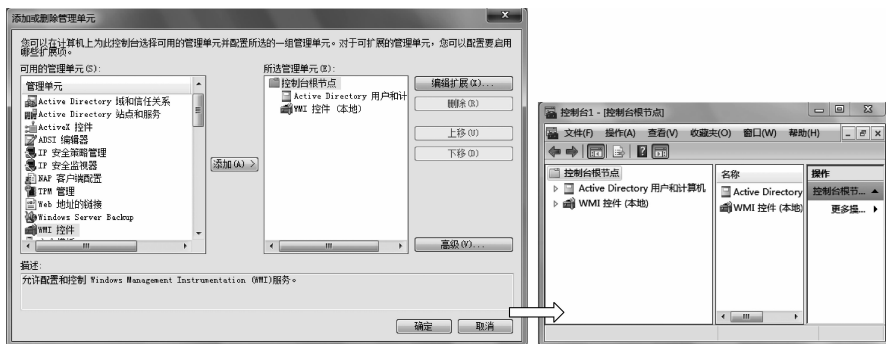 添加或删除管理单元
您可以在计算机上为此控制台选择可用的管理单元并配置所选的一组管理单元。对于可扩展的管理单元，您可以配置要启用
哪些扩展项。
可用的管理单元(S):
管理单元
Active Directory 域和信任关系
Active Directory 站点和服务
ActiveX 控件
ADSI 编辑器
IP 安全策略管理
IP 安全监视器
NAP 客户端配置
TPM 管理
Web 地址的链接
Windows Server Backup
WMI 控件
添加(A) >
所选管理单元(E):
控制台根节点
Active Directory 用户和计
WMI 控件 (本地)
编辑扩展(X)...
删除(R)
上移(U)
下移(D)
高级(V)...
描述:
允许配置和控制 Windows Management Instrumentation (WMI)服务。
确定
取消
控制台1 - [控制台根节点]
文件(F) 操作(A) 查看(V) 收藏夹(O) 窗口(W) 帮助(H)
控制台根节点
Active Directory 用户和计算机
WMI 控件 (本地)
名称
Active Directory
WMI 控件 (本地)
操作
控制台根节...
更多操...